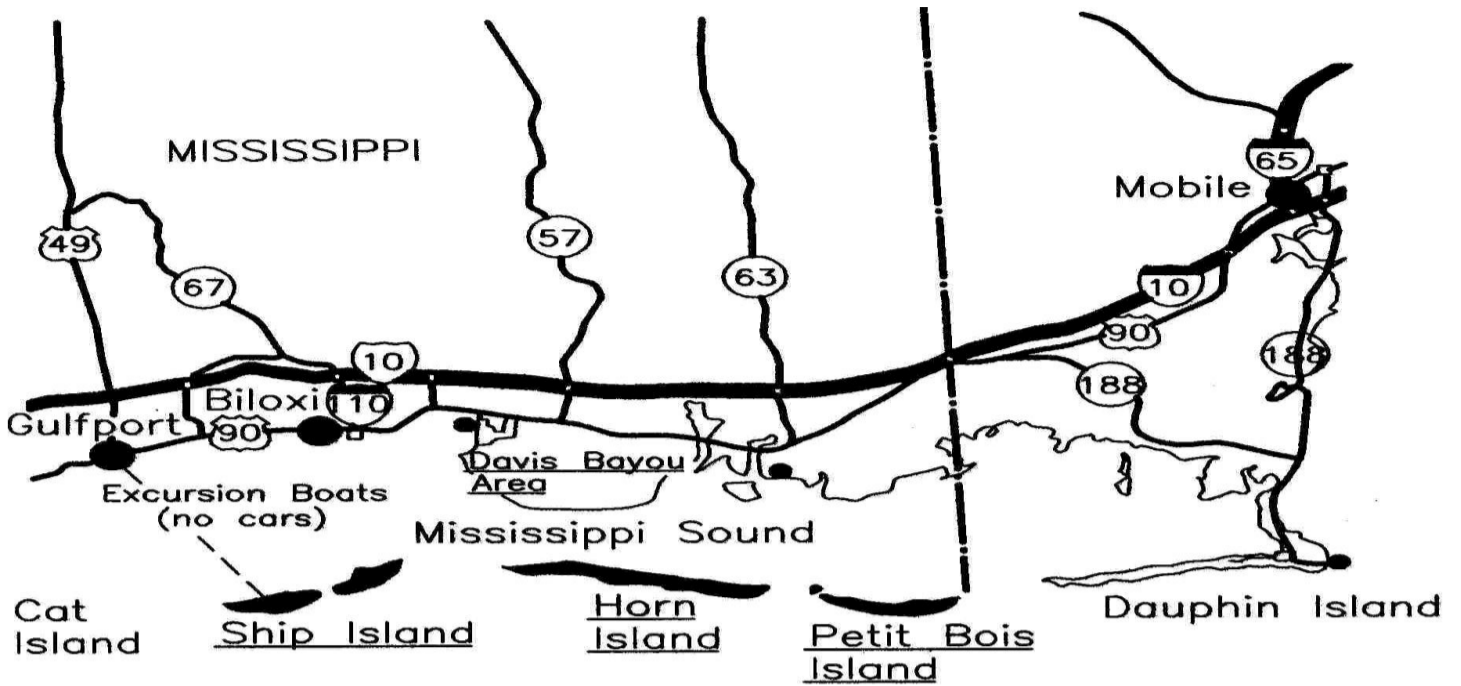 MISSISSIPPI
65
Mobile
49
57
67
63
10
10
90
188
Biloxi
110
188
Gulfport
90
Davis Bayou
Area
Excursion Boats
(no cars)
Mississippi Sound
Cat
Island
Ship Island
Horn
Island
Petit Bois
Island
Dauphin Island